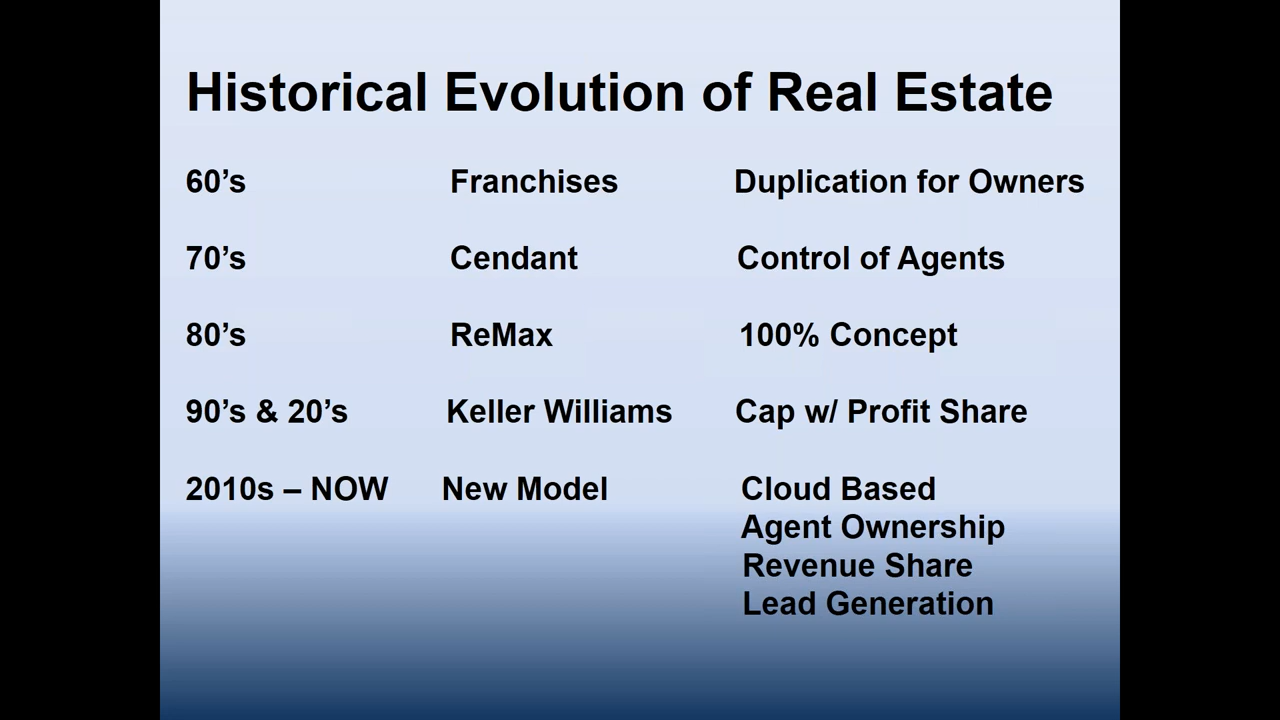 Historical Evolution of Real Estate
60’s Franchises Duplication for Owners
70’s Cendant Control of Agents
80’s ReMax 100% Concept
90’s & 20’s Keller Williams Cap w/ Profit Share
2010s – NOW New Model Cloud Based
Agent Ownership
Revenue Share
Lead Generation